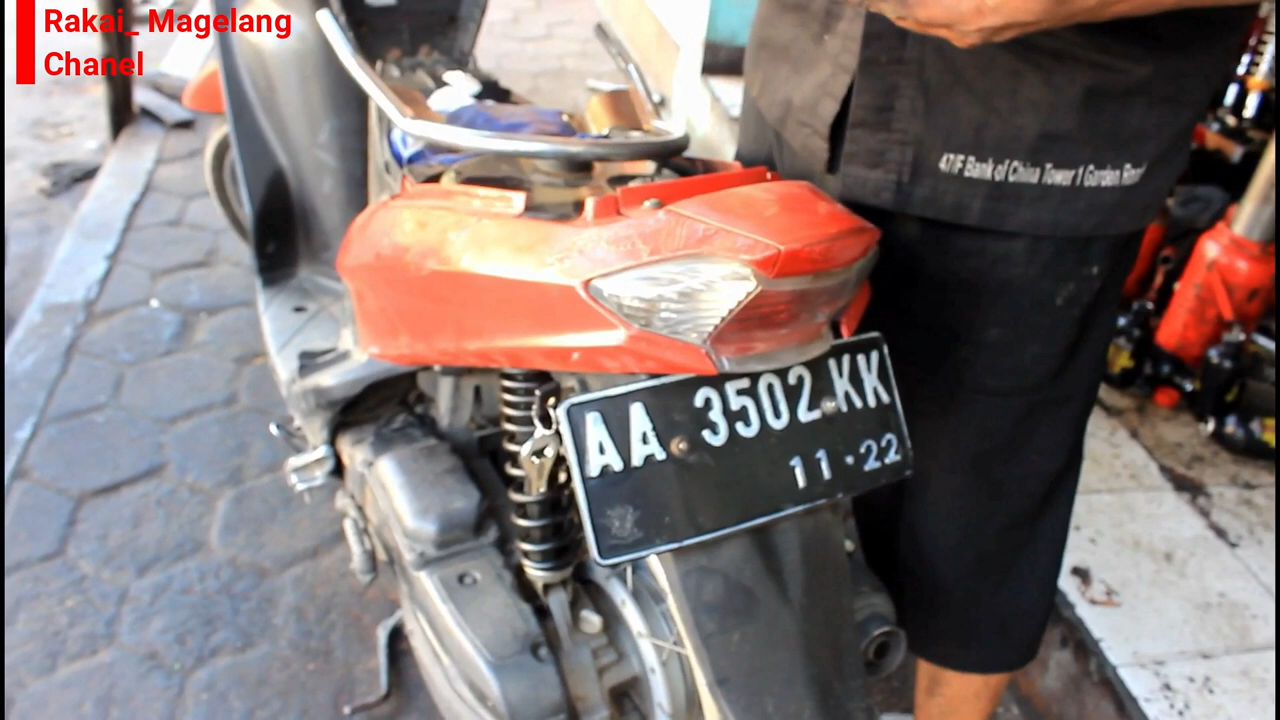 Rakai_ Magelang
Chanel
47/F Bank of China Tower 1 Garden Road
AA 3502 KK
11·22